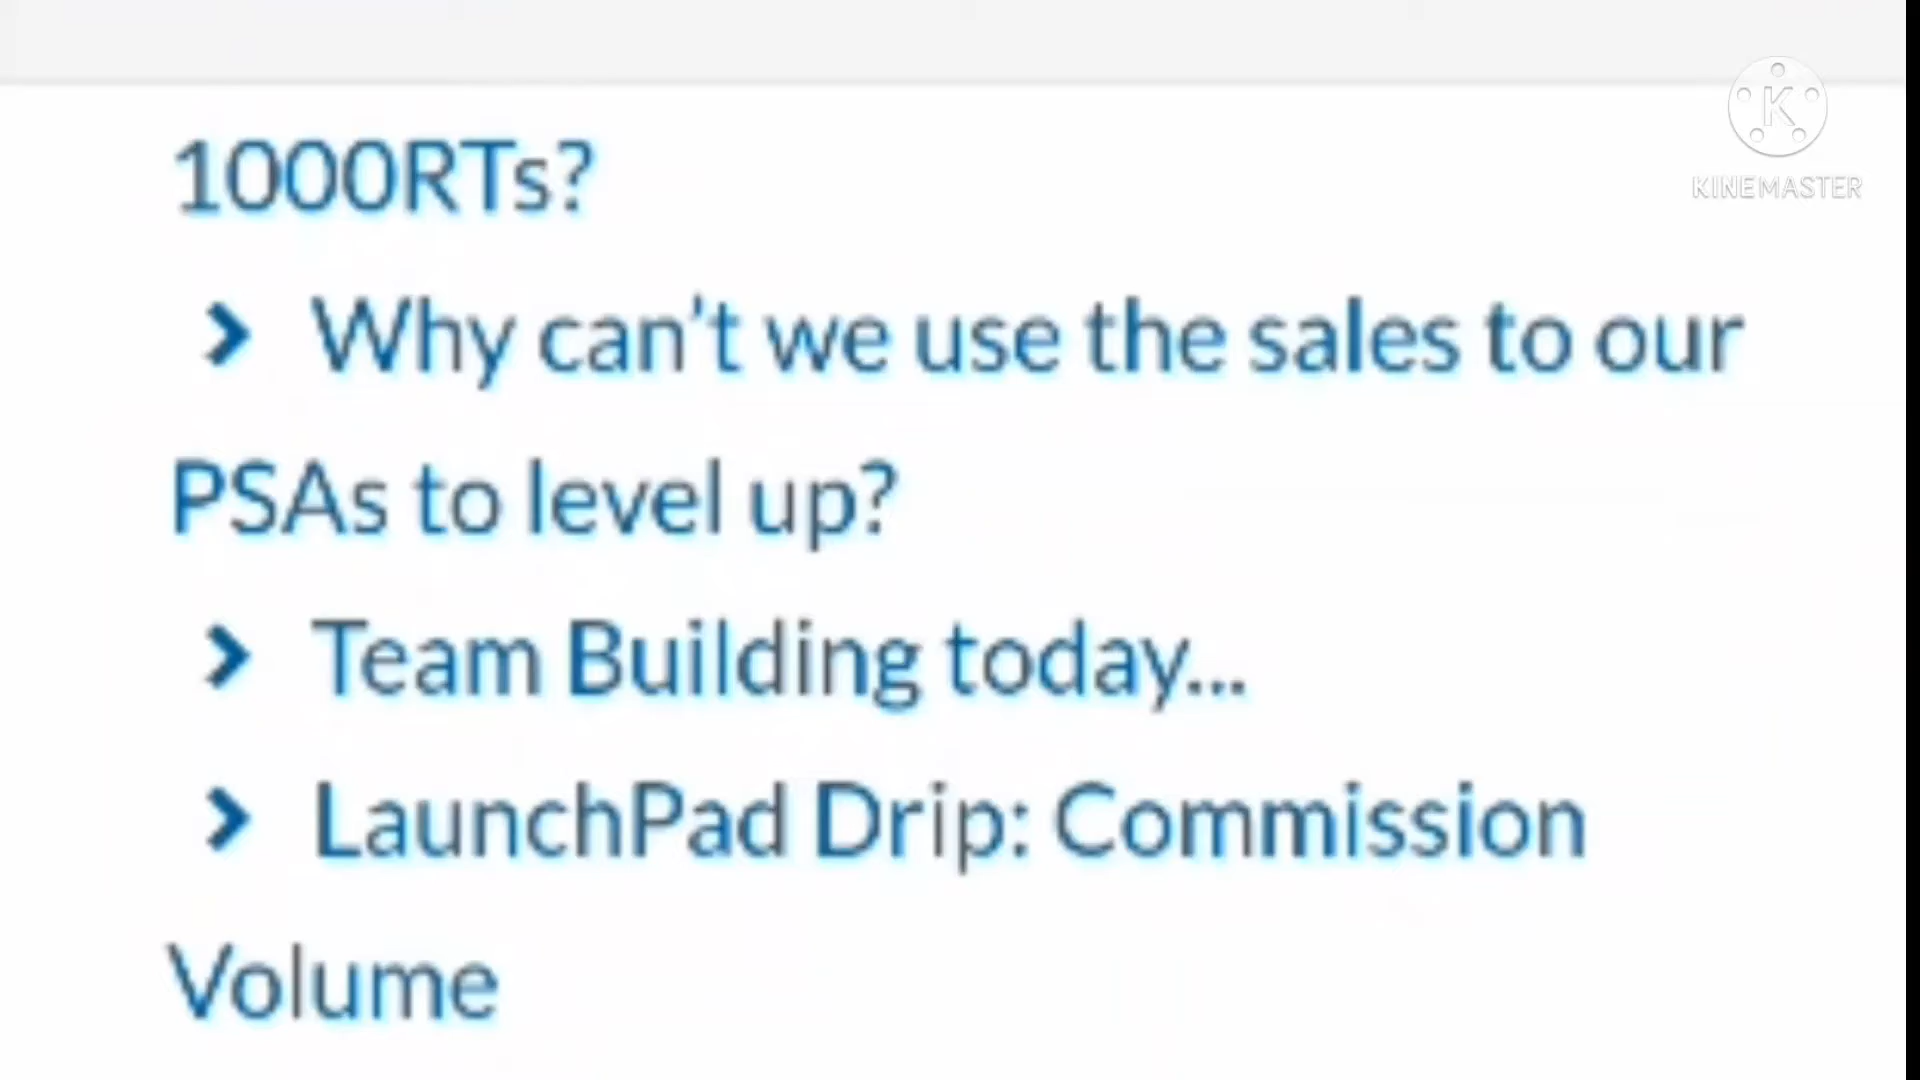 1000RTs?
Why can't we use the sales to our
PSAs to level up?
Team Building today...
LaunchPad Drip: Commission
Volume
K
KINEMASTER